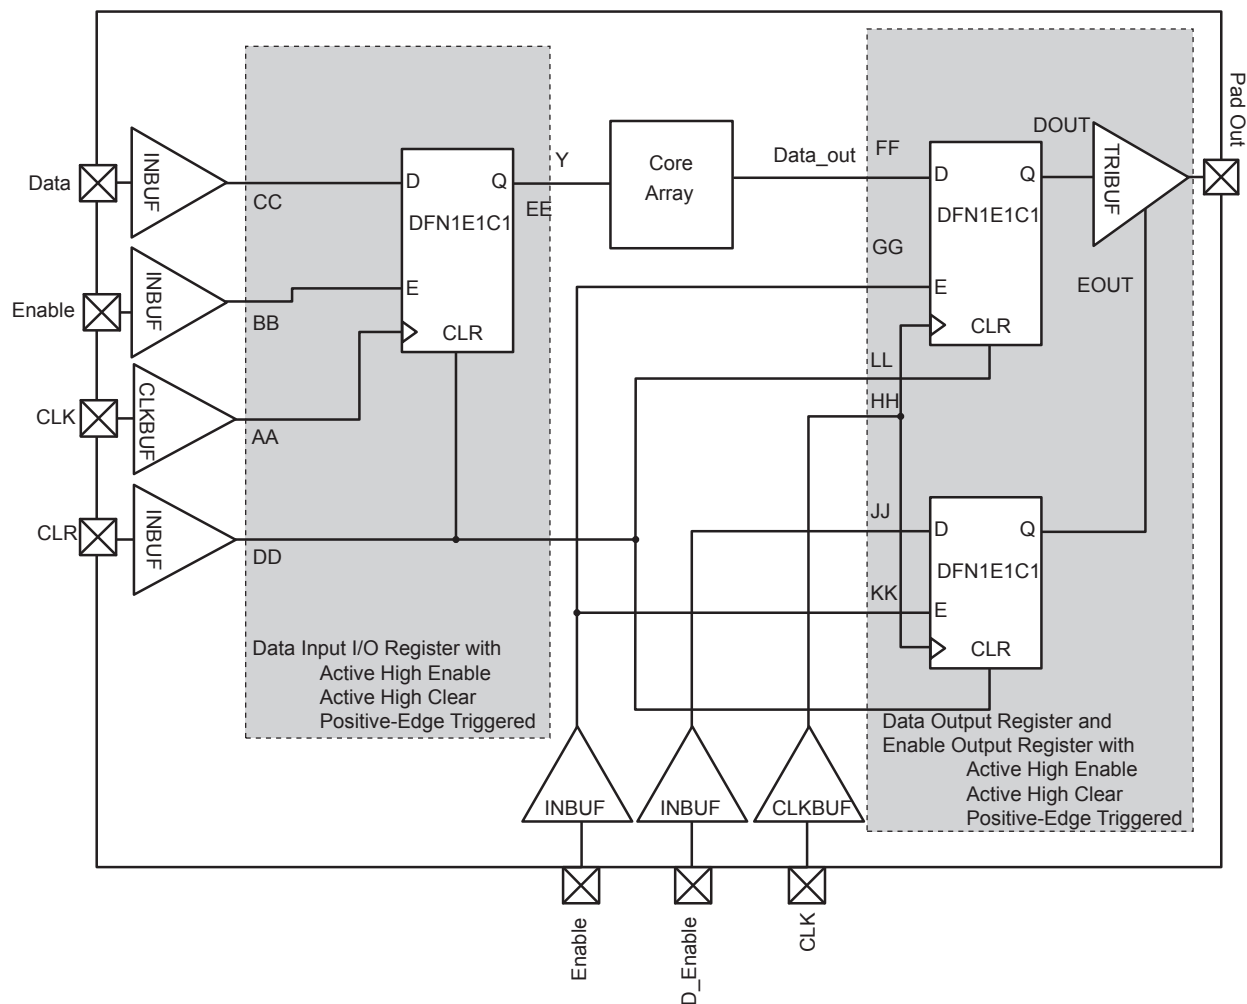 Data
INBUF
CC
D
Q
DFN1E1C1
E
CLR
Y
EE
Core
Array
Data_out
FF
D
Q
DFN1E1C1
GG
E
CLR
DOUT
TRIBUF
Pad Out
EOUT
Enable
INBUF
BB
CLK
CLKBUF
AA
CLR
INBUF
DD
LL
HH
JJ
D
Q
DFN1E1C1
KK
E
CLR
Data Input I/O Register with
Active High Enable
Active High Clear
Positive-Edge Triggered
Data Output Register and
Enable Output Register with
Active High Enable
Active High Clear
Positive-Edge Triggered
INBUF
INBUF
CLKBUF
Enable
D_Enable
CLK